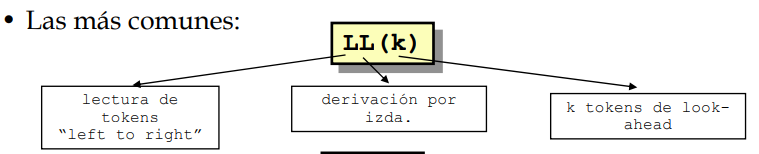 • Las más comunes:
LL(k)
lectura de
tokens
“left to right”
derivación por
izda.
k tokens de look-
ahead